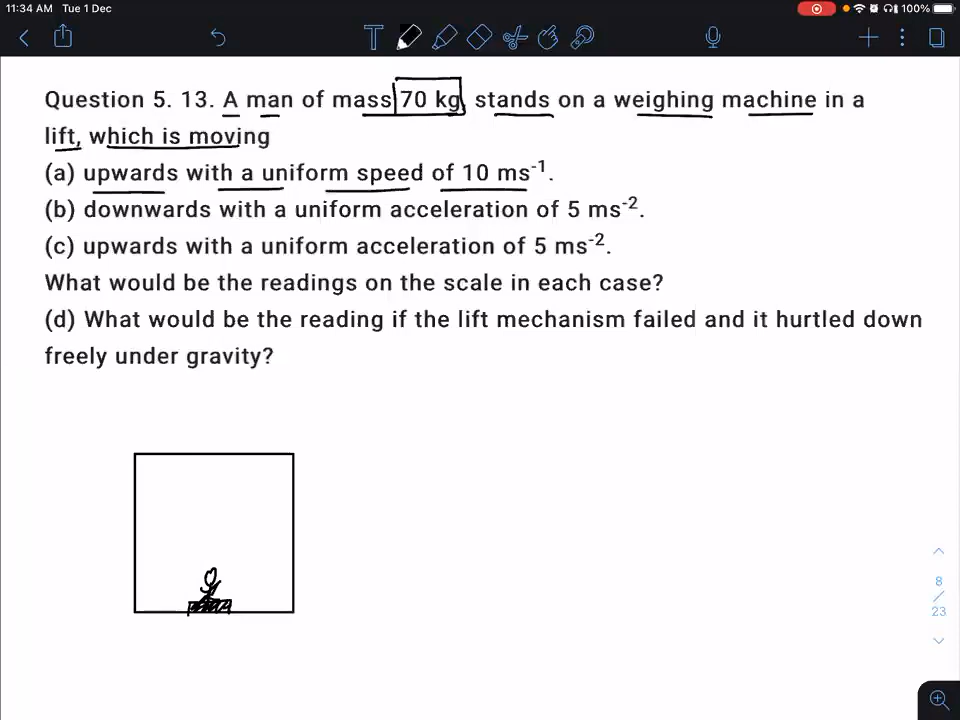 11:34 AM Tue 1 Dec
100%
Question 5. 13. A man of mass 70 kg, stands on a weighing machine in a
lift, which is moving
(a) upwards with a uniform speed of 10 ms⁻¹.
(b) downwards with a uniform acceleration of 5 ms⁻².
(c) upwards with a uniform acceleration of 5 ms⁻².
What would be the readings on the scale in each case?
(d) What would be the reading if the lift mechanism failed and it hurtled down
freely under gravity?
8
/
23